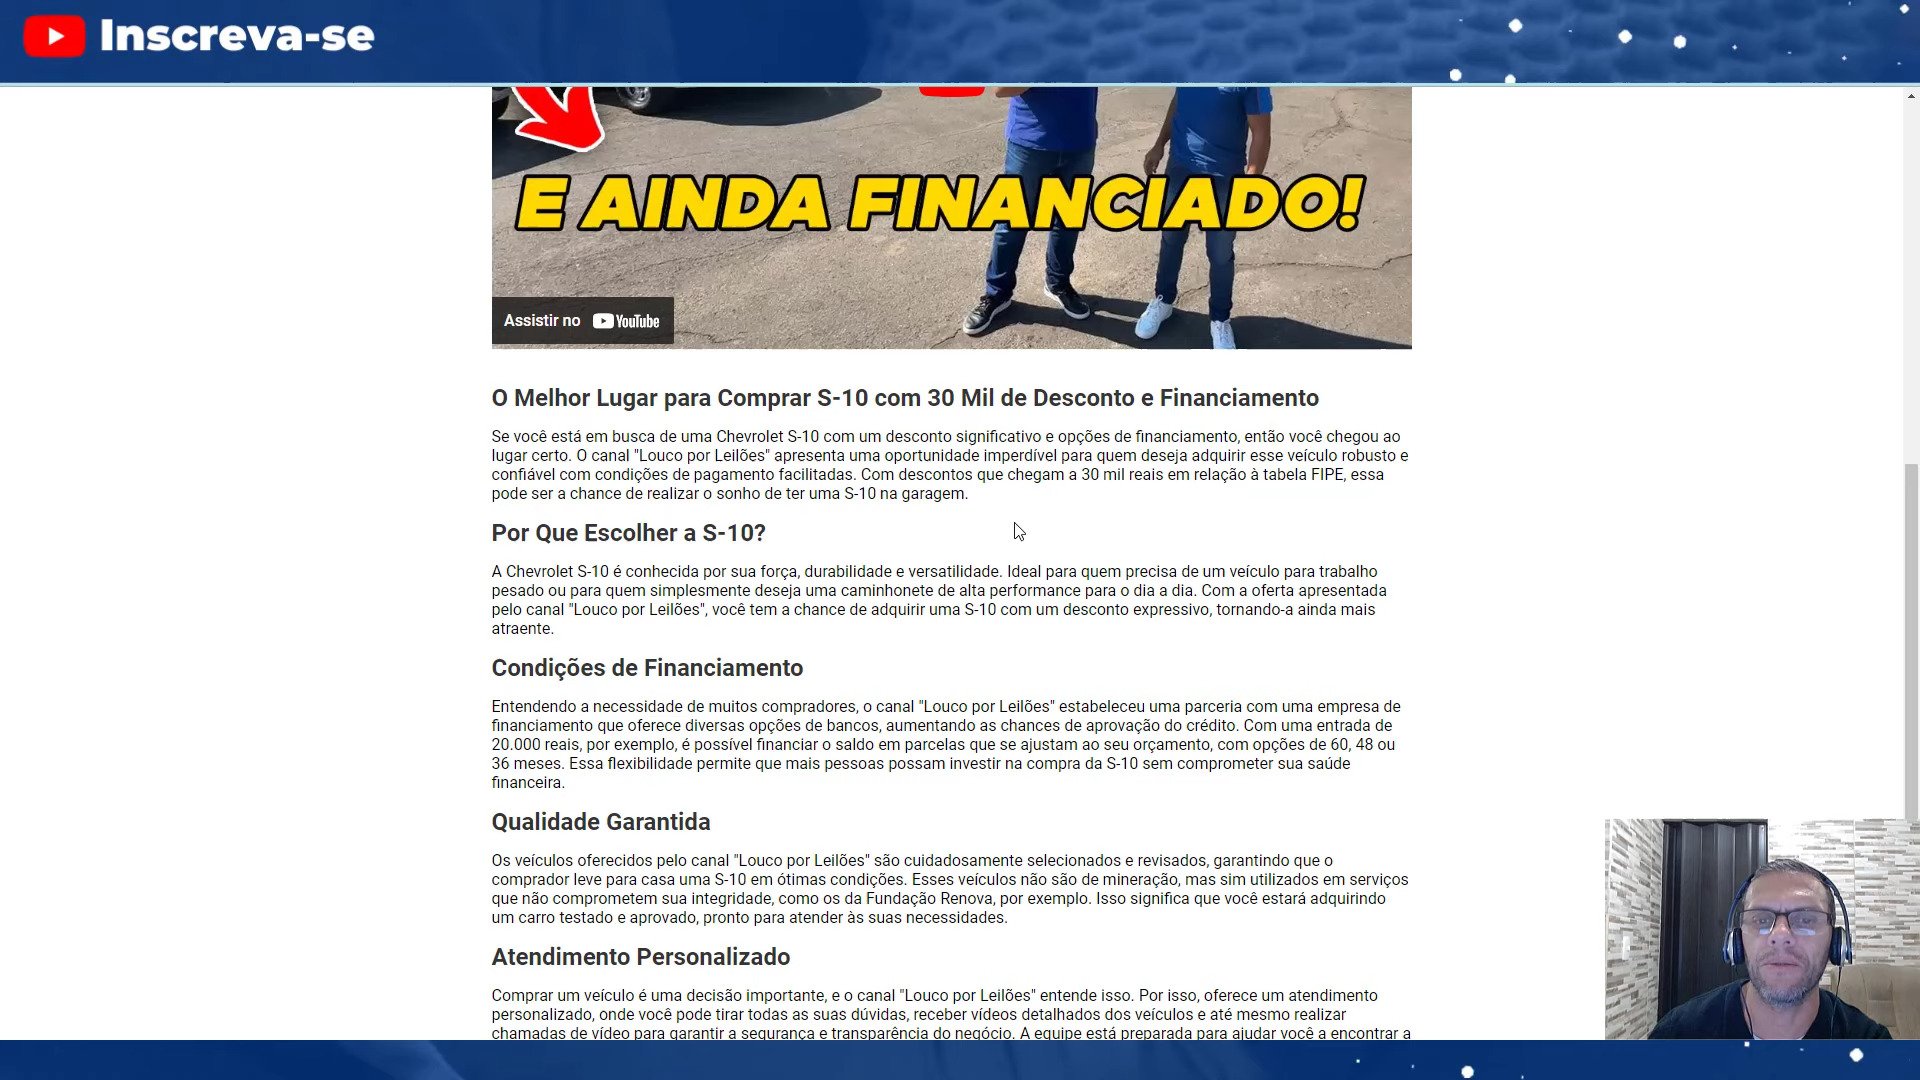 Inscreva-se
E AINDA FINANCIADO!
Assistir no YouTube
O Melhor Lugar para Comprar S-10 com 30 Mil de Desconto e Financiamento
Se você está em busca de uma Chevrolet S-10 com um desconto significativo e opções de financiamento, então você chegou ao
lugar certo. O canal "Louco por Leilões" apresenta uma oportunidade imperdível para quem deseja adquirir esse veículo robusto e
confiável com condições de pagamento facilitadas. Com descontos que chegam a 30 mil reais em relação à tabela FIPE, essa
pode ser a chance de realizar o sonho de ter uma S-10 na garagem.
Por Que Escolher a S-10?
A Chevrolet S-10 é conhecida por sua força, durabilidade e versatilidade. Ideal para quem precisa de um veículo para trabalho
pesado ou para quem simplesmente deseja uma caminhonete de alta performance para o dia a dia. Com a oferta apresentada
pelo canal "Louco por Leilões", você tem a chance de adquirir uma S-10 com um desconto expressivo, tornando-a ainda mais
atraente.
Condições de Financiamento
Entendendo a necessidade de muitos compradores, o canal "Louco por Leilões" estabeleceu uma parceria com uma empresa de
financiamento que oferece diversas opções de bancos, aumentando as chances de aprovação do crédito. Com uma entrada de
20.000 reais, por exemplo, é possível financiar o saldo em parcelas que se ajustam ao seu orçamento, com opções de 60, 48 ou
36 meses. Essa flexibilidade permite que mais pessoas possam investir na compra da S-10 sem comprometer sua saúde
financeira.
Qualidade Garantida
Os veículos oferecidos pelo canal "Louco por Leilões" são cuidadosamente selecionados e revisados, garantindo que o
comprador leve para casa uma S-10 em ótimas condições. Esses veículos não são de mineração, mas sim utilizados em serviços
que não comprometem sua integridade, como os da Fundação Renova, por exemplo. Isso significa que você estará adquirindo
um carro testado e aprovado, pronto para atender às suas necessidades.
Atendimento Personalizado
Comprar um veículo é uma decisão importante, e o canal "Louco por Leilões" entende isso. Por isso, oferece um atendimento
personalizado, onde você pode tirar todas as suas dúvidas, receber vídeos detalhados dos veículos e até mesmo realizar
chamadas de vídeo para garantir a segurança e transparência do negócio. A equipe está preparada para ajudar você a encontrar a